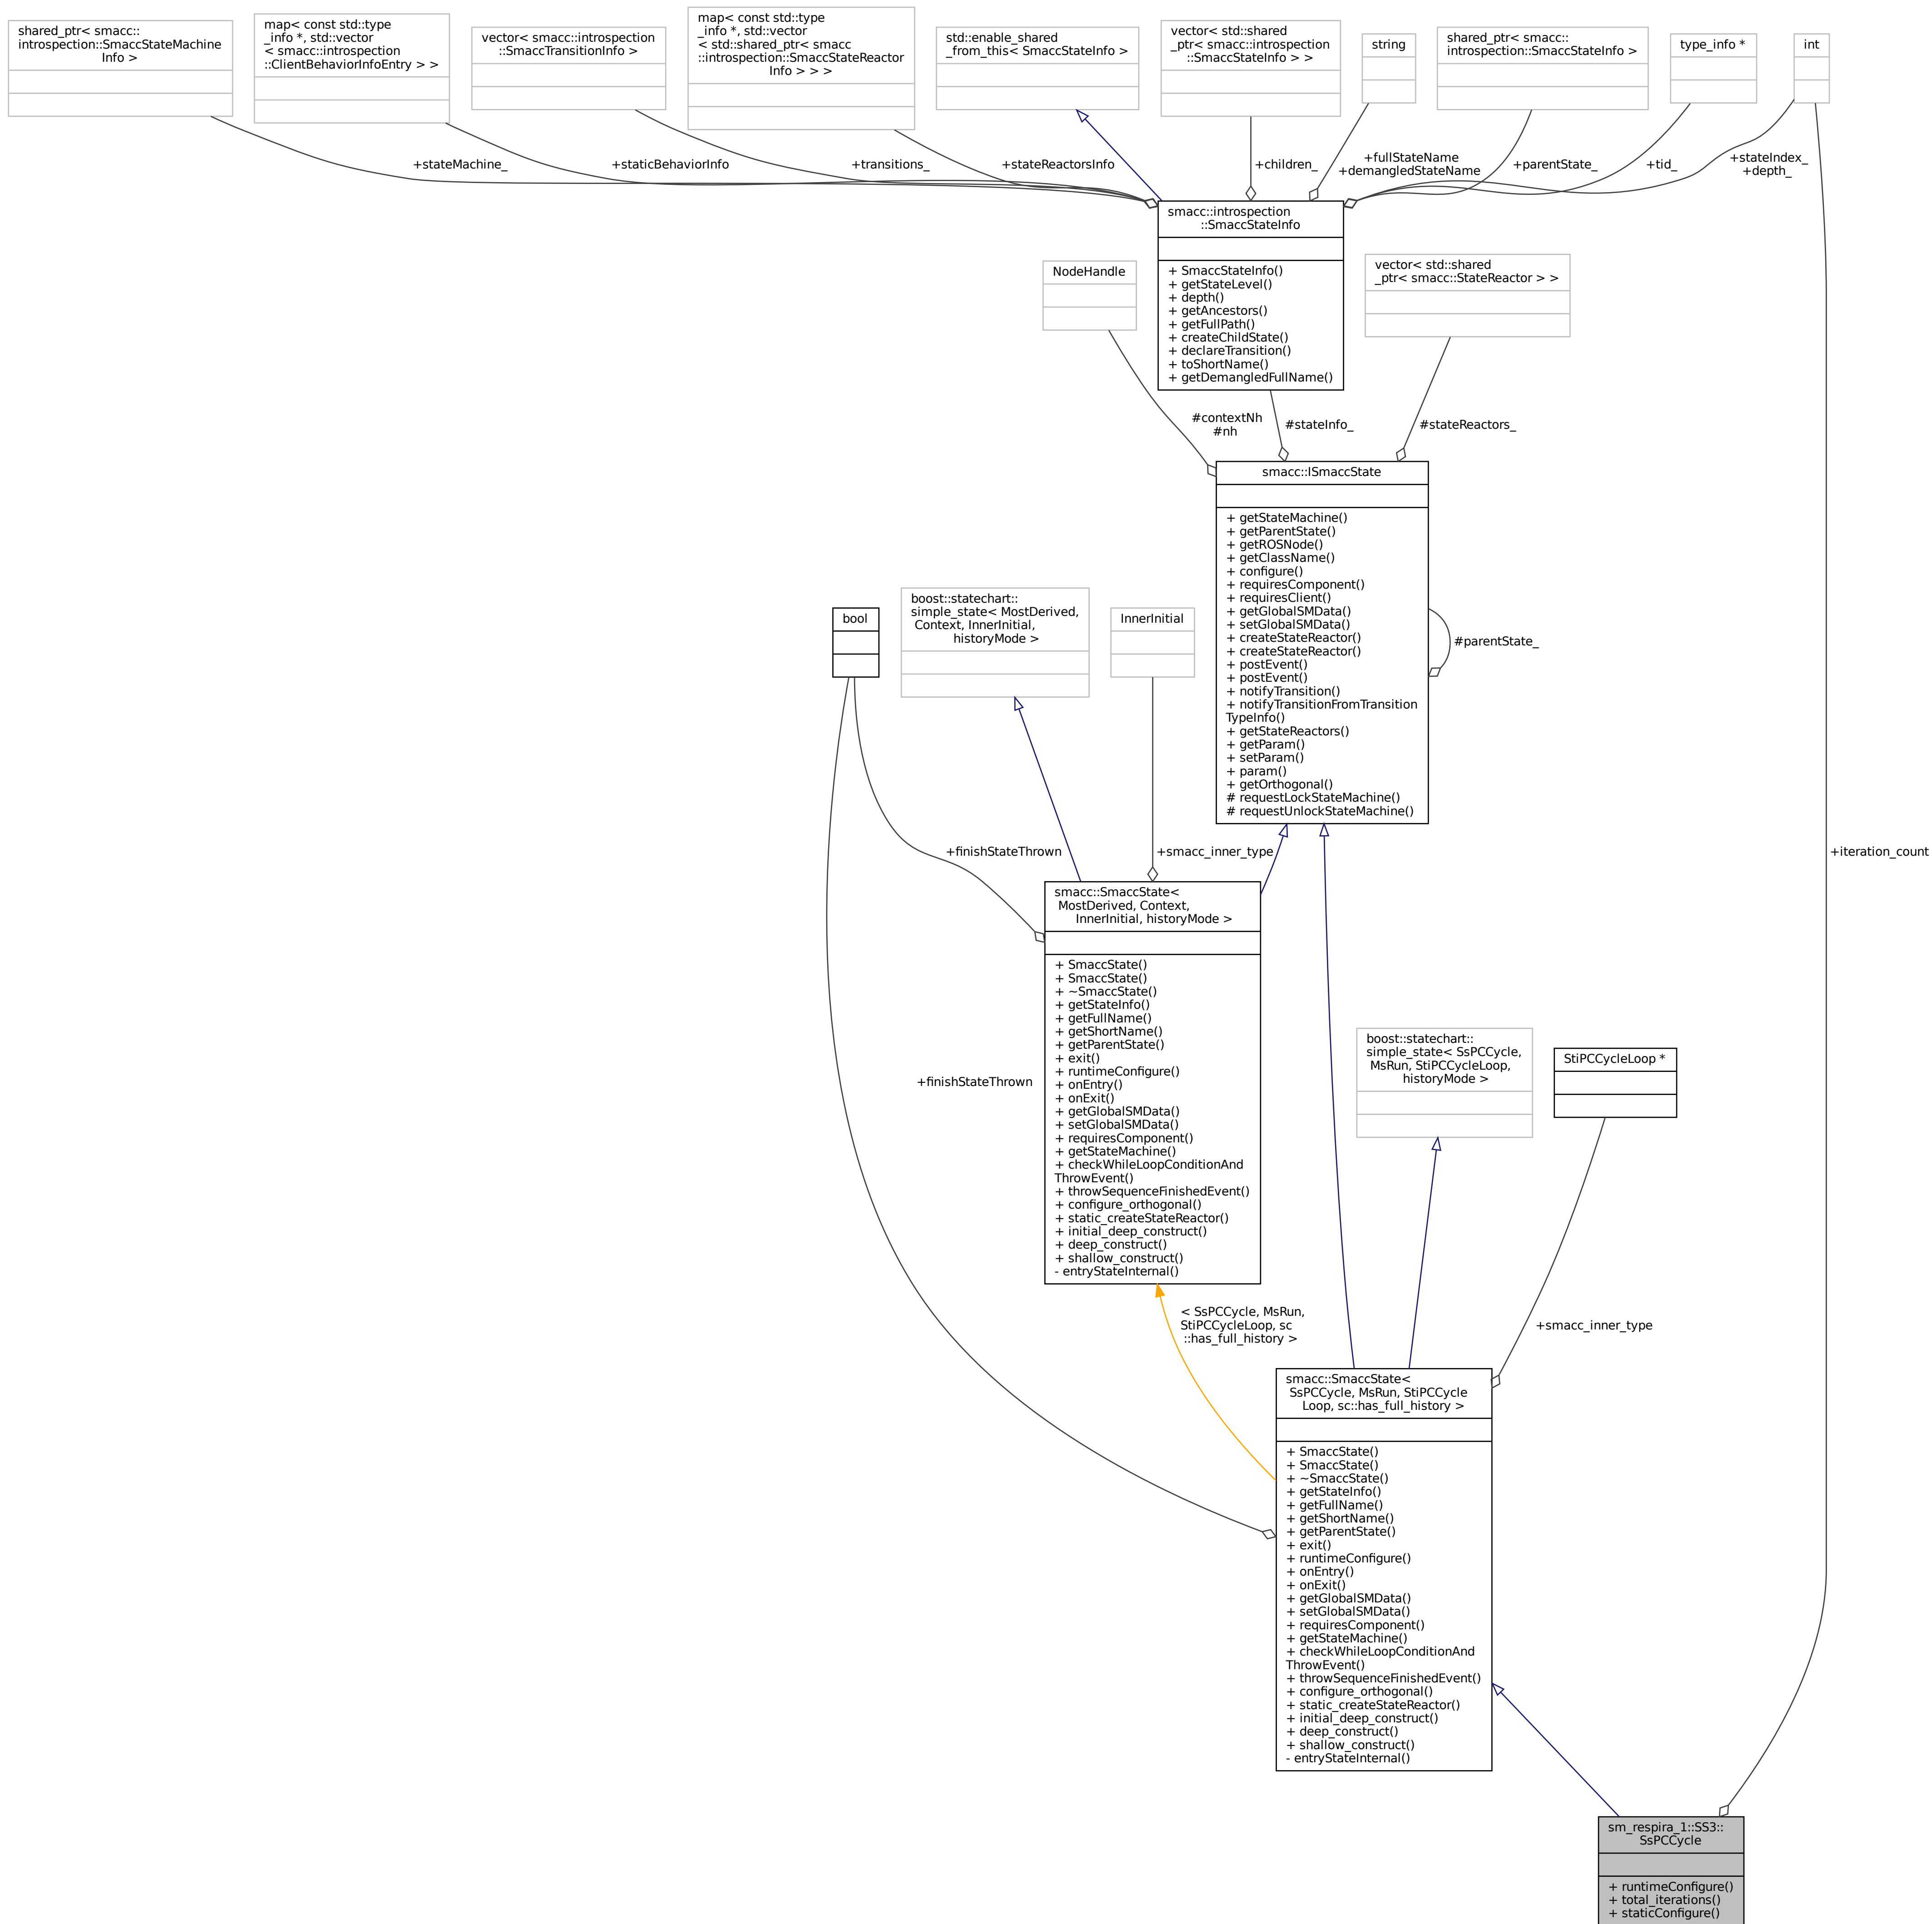 shared_ptr< smacc::
introspection::SmaccStateMachine
Info >
map< const std::type
_info *, std::vector
< smacc::introspection
::ClientBehaviorInfoEntry > >
vector< smacc::introspection
::SmaccTransitionInfo >
map< const std::type
_info *, std::vector
< std::shared_ptr< smacc
::introspection::SmaccStateReactor
Info > > >
std::enable_shared
_from_this< SmaccStateInfo >
vector< std::shared
_ptr< smacc::introspection
::SmaccStateInfo > >
string
shared_ptr< smacc::
introspection::SmaccStateInfo >
type_info *
int
+stateMachine_
+staticBehaviorInfo
+transitions_
+stateReactorsInfo
+children_
+fullStateName
+demangledStateName
+parentState_
+tid_
+stateIndex_
+depth_
smacc::introspection
::SmaccStateInfo
+ SmaccStateInfo()
+ getStateLevel()
+ depth()
+ getAncestors()
+ getFullPath()
+ createChildState()
+ declareTransition()
+ toShortName()
+ getDemangledFullName()
NodeHandle
vector< std::shared
_ptr< smacc::StateReactor > >
#contextNh
#nh
#stateInfo_
#stateReactors_
smacc::ISmaccState
+ getStateMachine()
+ getParentState()
+ getROSNode()
+ getClassName()
+ configure()
+ requiresComponent()
+ requiresClient()
+ getGlobalSMData()
+ setGlobalSMData()
+ createStateReactor()
+ createStateReactor()
+ postEvent()
+ postEvent()
+ notifyTransition()
+ notifyTransitionFromTransition
TypeInfo()
+ getStateReactors()
+ getParam()
+ setParam()
+ param()
+ getOrthogonal()
# requestLockStateMachine()
# requestUnlockStateMachine()
#parentState_
bool
boost::statechart::
simple_state< MostDerived,
Context, InnerInitial,
historyMode >
InnerInitial
+finishStateThrown
+smacc_inner_type
+iteration_count
smacc::SmaccState<
MostDerived, Context,
InnerInitial, historyMode >
+ SmaccState()
+ SmaccState()
+ ~SmaccState()
+ getStateInfo()
+ getFullName()
+ getShortName()
+ getParentState()
+ exit()
+ runtimeConfigure()
+ onEntry()
+ onExit()
+ getGlobalSMData()
+ setGlobalSMData()
+ requiresComponent()
+ getStateMachine()
+ checkWhileLoopConditionAnd
ThrowEvent()
+ throwSequenceFinishedEvent()
+ configure_orthogonal()
+ static_createStateReactor()
+ initial_deep_construct()
+ deep_construct()
+ shallow_construct()
- entryStateInternal()
+finishStateThrown
boost::statechart::
simple_state< SsPCCycle,
MsRun, StiPCCycleLoop,
historyMode >
StiPCCycleLoop *
< SsPCCycle, MsRun,
StiPCCycleLoop, sc
::has_full_history >
+smacc_inner_type
smacc::SmaccState<
SsPCCycle, MsRun, StiPCCycle
Loop, sc::has_full_history >
+ SmaccState()
+ SmaccState()
+ ~SmaccState()
+ getStateInfo()
+ getFullName()
+ getShortName()
+ getParentState()
+ exit()
+ runtimeConfigure()
+ onEntry()
+ onExit()
+ getGlobalSMData()
+ setGlobalSMData()
+ requiresComponent()
+ getStateMachine()
+ checkWhileLoopConditionAnd
ThrowEvent()
+ throwSequenceFinishedEvent()
+ configure_orthogonal()
+ static_createStateReactor()
+ initial_deep_construct()
+ deep_construct()
+ shallow_construct()
- entryStateInternal()
sm_respira_1::SS3::
SsPCCycle
+ runtimeConfigure()
+ total_iterations()
+ staticConfigure()